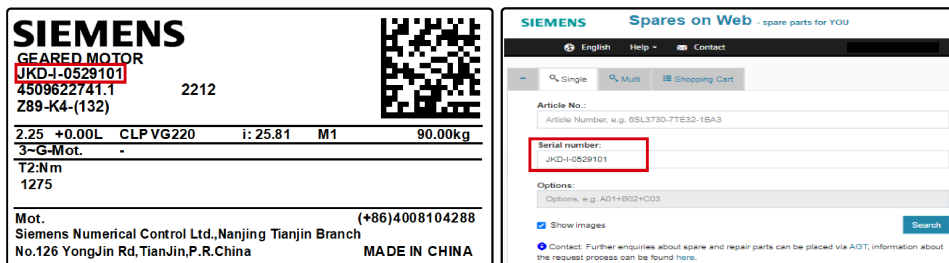 SIEMENS
GEARED MOTOR
JKD-I-0529101
4509622741.1 2212
Z89-K4-(132)
2.25 +0.00L CLP VG220 i: 25.81 M1 90.00kg
3~G-Mot. -
T2:Nm
1275
Mot. (+86)4008104288
Siemens Numerical Control Ltd.,Nanjing Tianjin Branch
No.126 YongJin Rd,TianJin,P.R.China MADE IN CHINA
SIEMENS Spares on Web - spare parts for YOU
English Help Contact
Single Multi Shopping Cart
Article No.:
Article Number, e.g. 6SL3730-7TE32-1BA3
Serial number:
JKD-I-0529101
Options:
Options, e.g. A01+B02+C03
Show images Search
Contact: Further enquiries about spare and repair parts can be placed via AGT, information about
the request process can be found here.